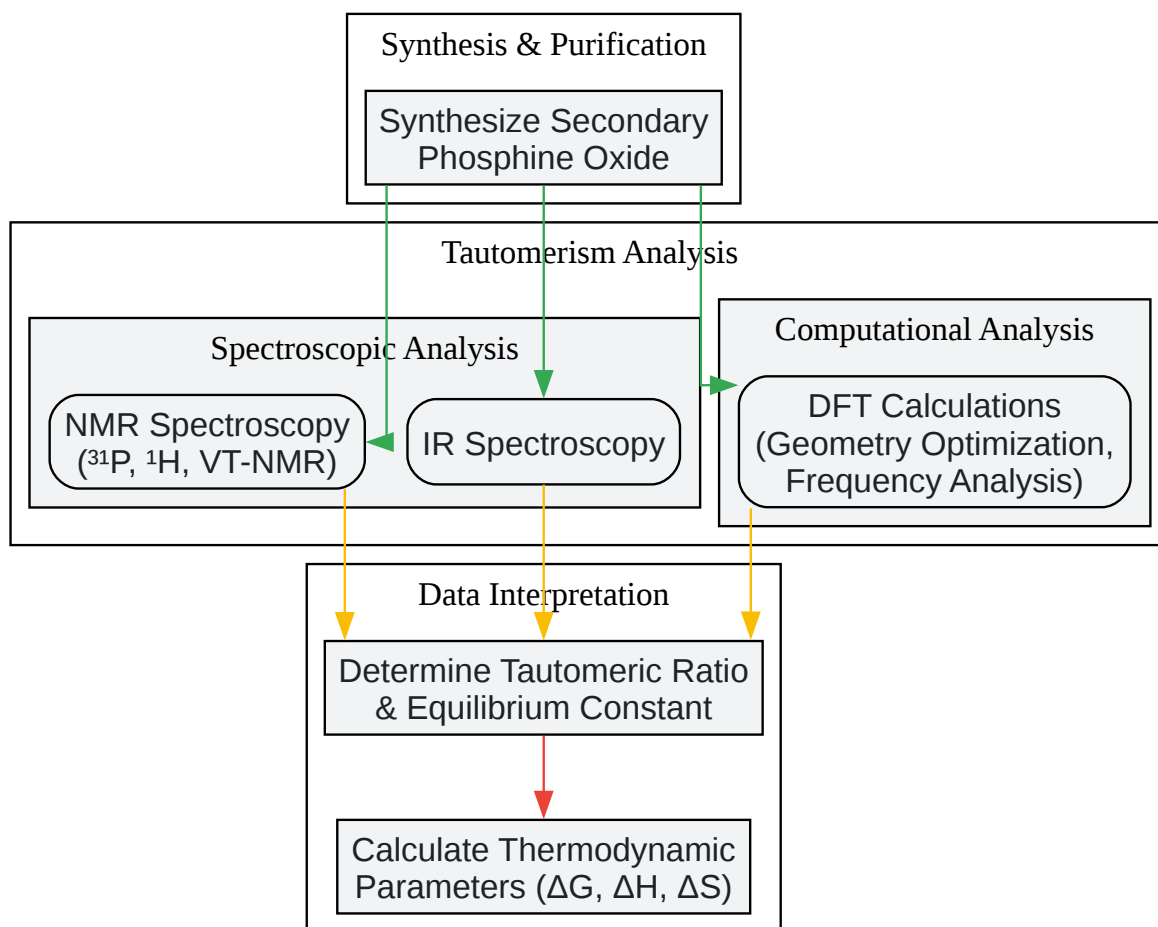 Synthesis & Purification
Synthesize Secondary
Phosphine Oxide
Tautomerism Analysis
Spectroscopic Analysis
NMR Spectroscopy
(³¹P, ¹H, VT-NMR)
IR Spectroscopy
Computational Analysis
DFT Calculations
(Geometry Optimization,
Frequency Analysis)
Data Interpretation
Determine Tautomeric Ratio
& Equilibrium Constant
Calculate Thermodynamic
Parameters (ΔG, ΔH, ΔS)